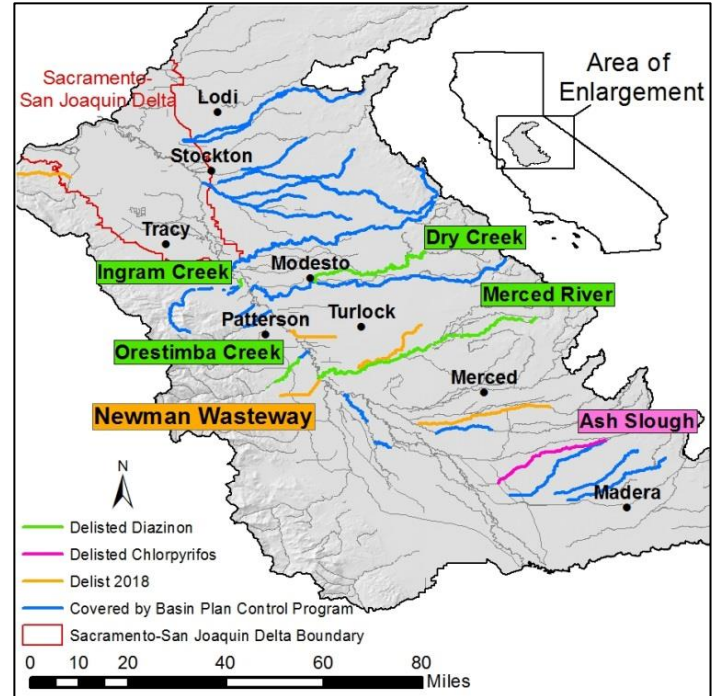 Area of
Enlargement
Sacramento-
San Joaquin Delta
Lodi
Stockton
Tracy
Dry Creek
Modesto
Ingram Creek
Merced River
Turlock
Patterson
Orestimba Creek
Merced
Newman Wasteway
Ash Slough
Madera
N
Delisted Diazinon
Delisted Chlorpyrifos
Delist 2018
Covered by Basin Plan Control Program
Sacramento-San Joaquin Delta Boundary
0 5 10 20 40 60 80
Miles